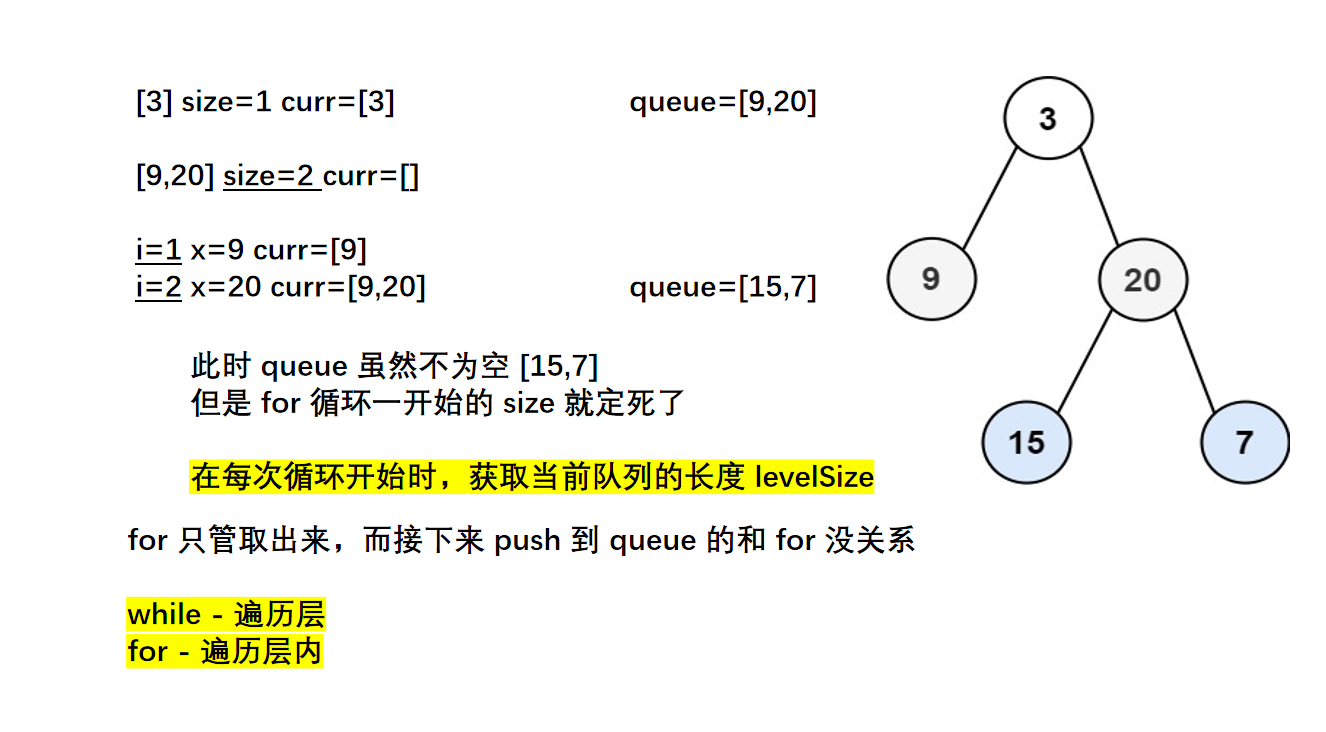 [3] size=1 curr=[3] queue=[9,20]
[9,20] size=2 curr=[]
i=1 x=9 curr=[9]
i=2 x=20 curr=[9,20] queue=[15,7]
此时 queue 虽然不为空 [15,7]
但是 for 循环一开始的 size 就定死了
在每次循环开始时，获取当前队列的长度 levelSize
for 只管取出来，而接下来 push 到 queue 的和 for 没关系
while - 遍历层
for - 遍历层内
3
9
20
15
7